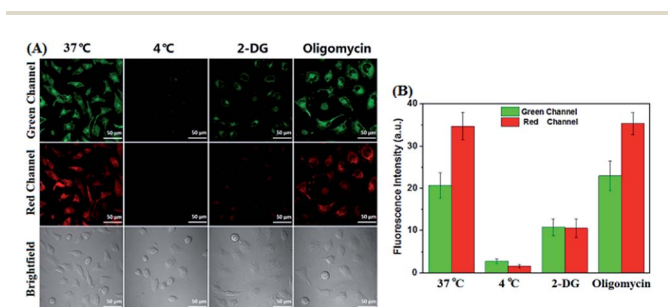 (A) 37℃ 4℃ 2-DG Oligomycin
Green Channel
50 μm 50 μm 50 μm 50 μm
Red Channel
50 μm 50 μm 50 μm 50 μm
Brightfield
50 μm 50 μm 50 μm 50 μm
(B)
Fluorescence Intensity (a.u.)
40
30
20
10
0
Green Channel
Red Channel
37 ℃ 4 ℃ 2-DG Oligomycin